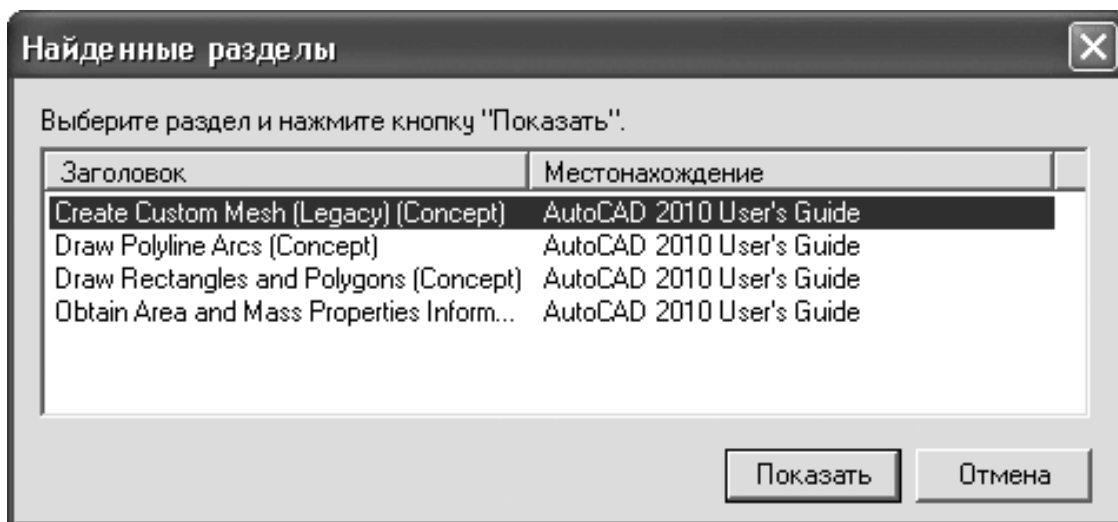 Найденные разделы
Выберите раздел и нажмите кнопку "Показать".
Заголовок Местонахождение
Create Custom Mesh (Legacy) (Concept) AutoCAD 2010 User's Guide
Draw Polyline Arcs (Concept) AutoCAD 2010 User's Guide
Draw Rectangles and Polygons (Concept) AutoCAD 2010 User's Guide
Obtain Area and Mass Properties Inform... AutoCAD 2010 User's Guide
Показать Отмена